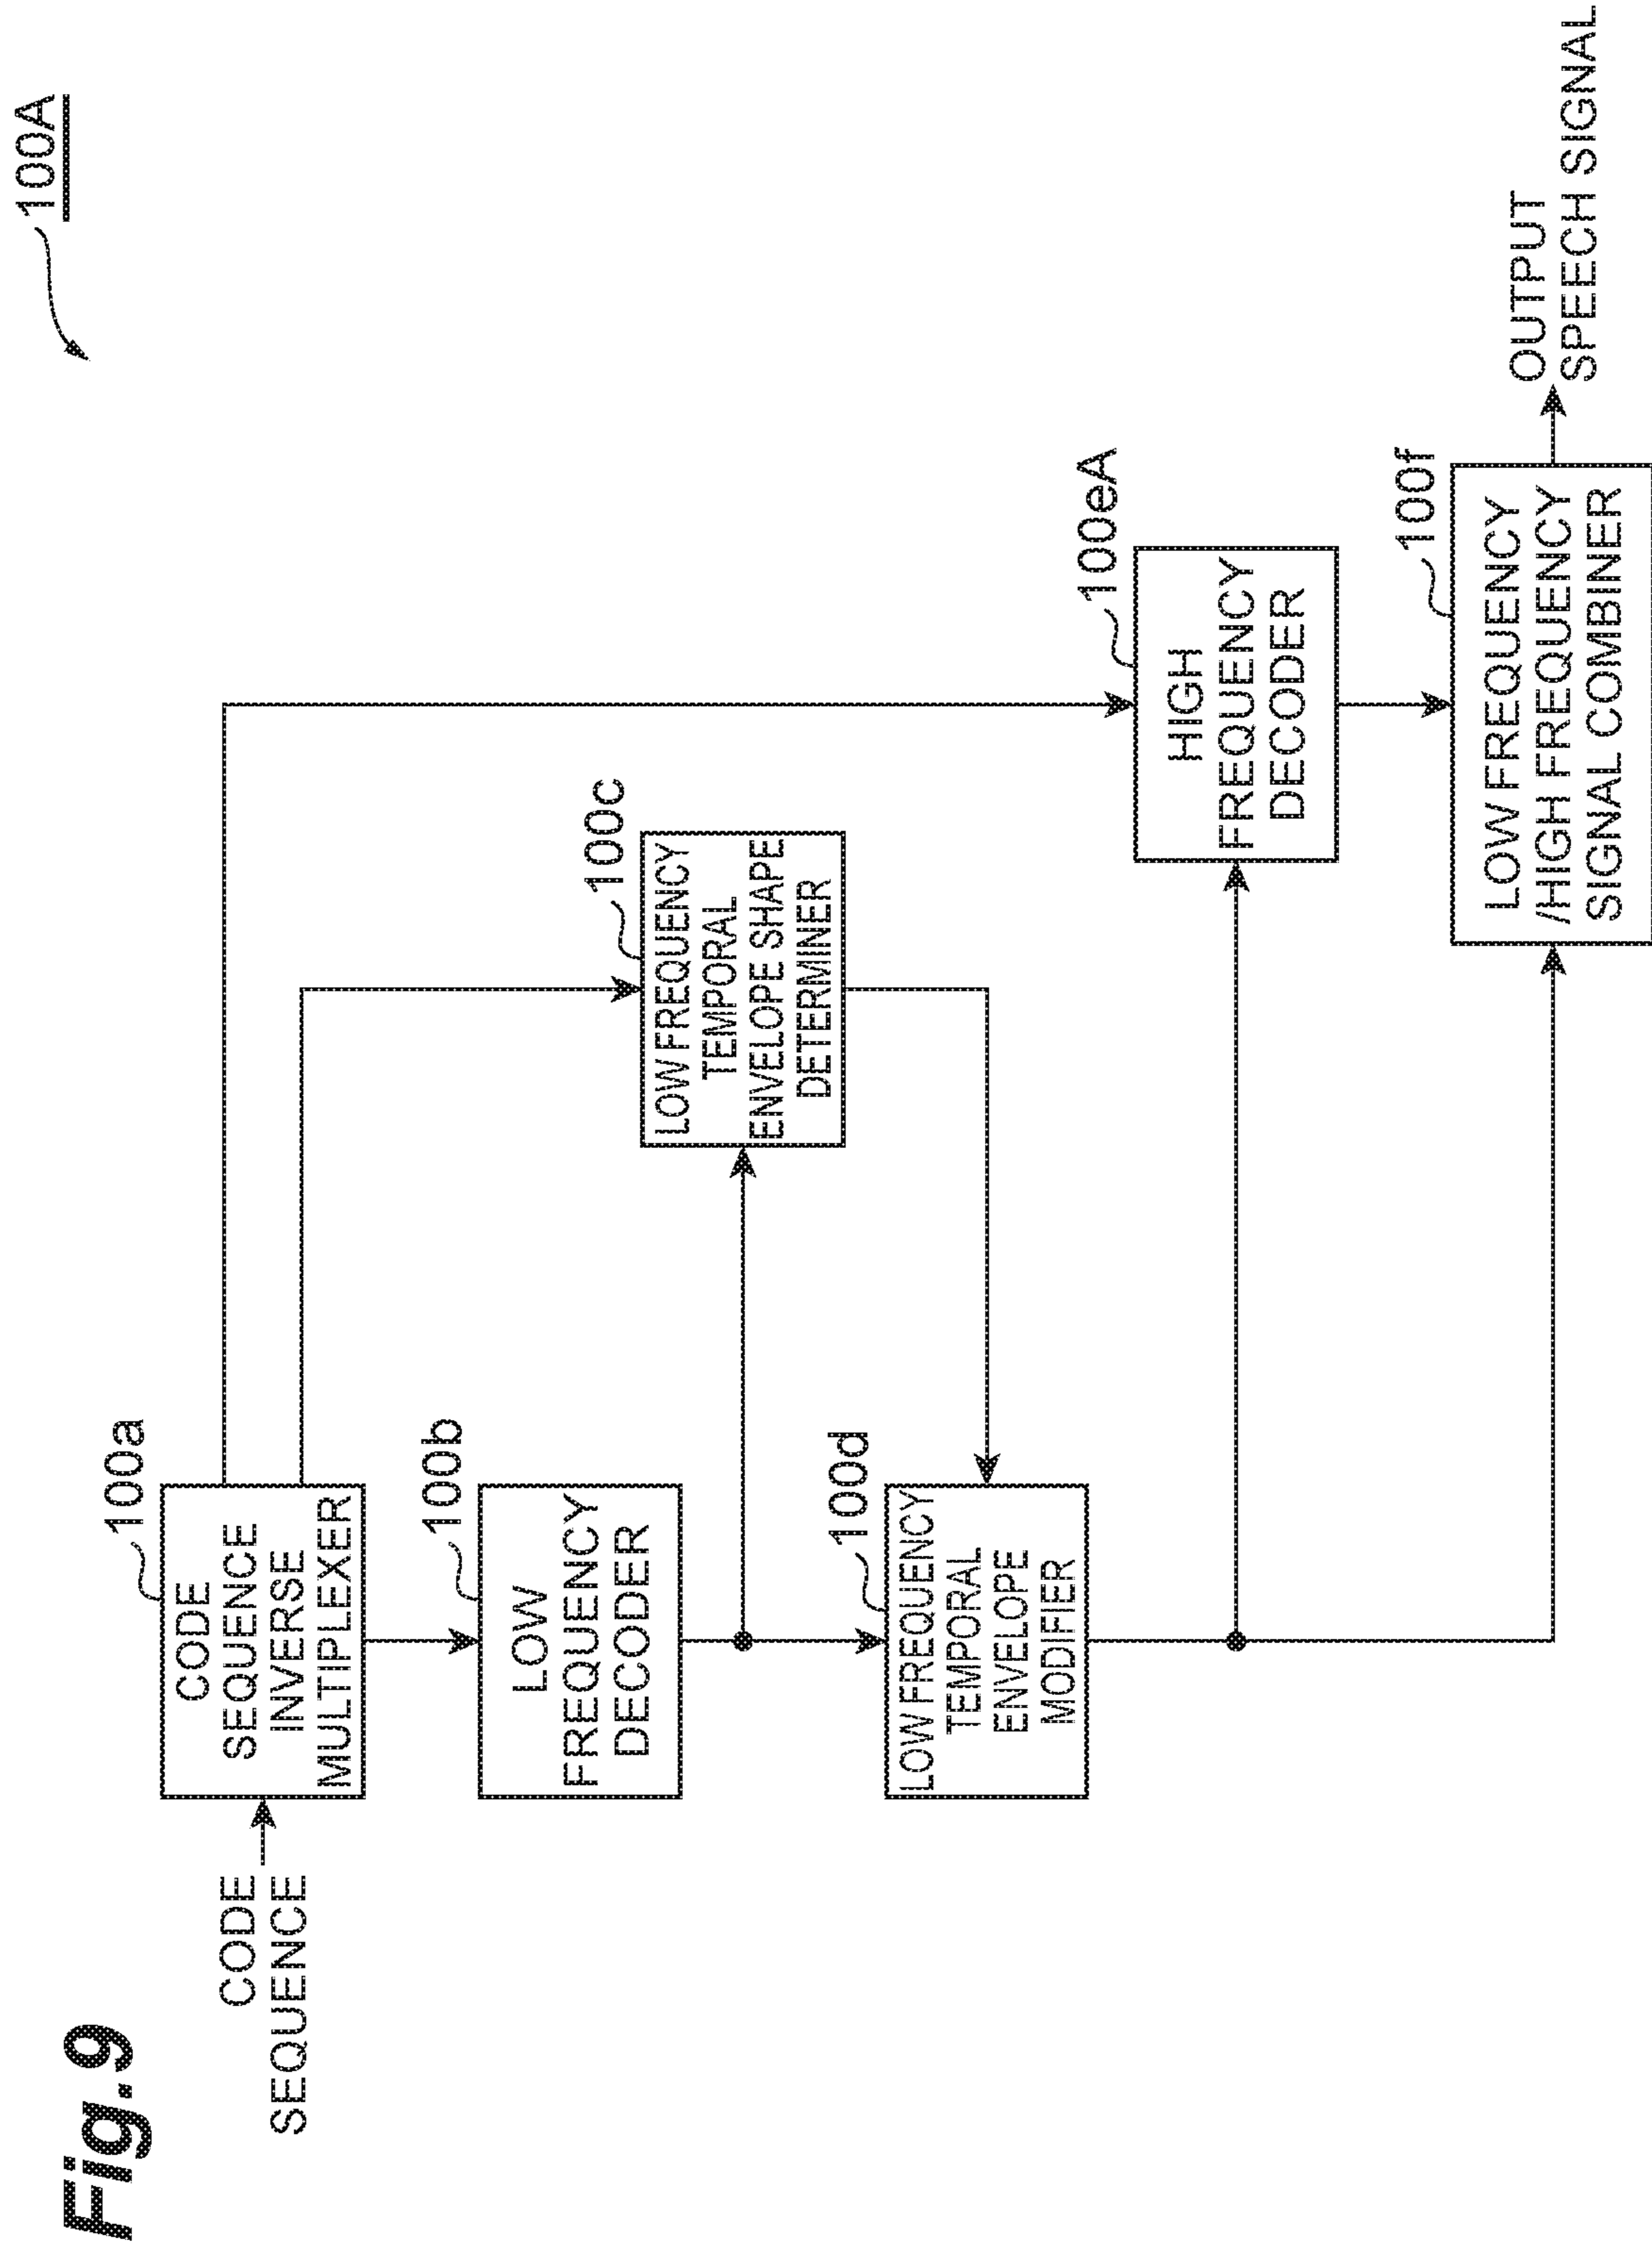 Fig.9
100A
CODE
SEQUENCE
100a
CODE
SEQUENCE
INVERSE
MULTIPLEXER
100b
LOW
FREQUENCY
DECODER
100c
LOW FREQUENCY
TEMPORAL
ENVELOPE SHAPE
DETERMINER
100d
LOW FREQUENCY
TEMPORAL
ENVELOPE
MODIFIER
100eA
HIGH
FREQUENCY
DECODER
100f
LOW FREQUENCY
/HIGH FREQUENCY
SIGNAL COMBINER
OUTPUT
SPEECH SIGNAL